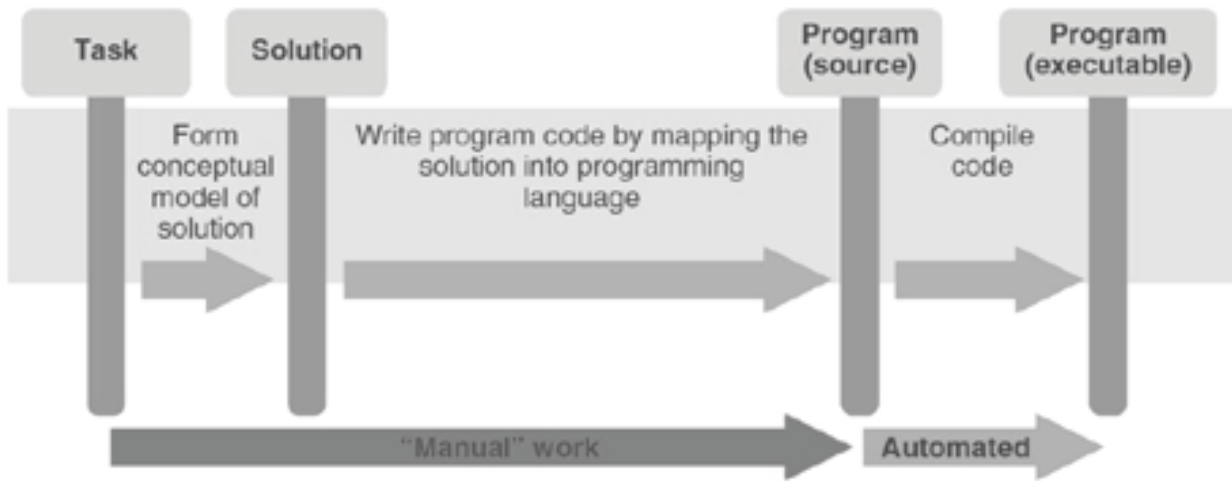 Task
Solution
Program
(source)
Program
(executable)
Form
conceptual
model of
solution
Write program code by mapping the
solution into programming
language
Compile
code
“Manual” work
Automated